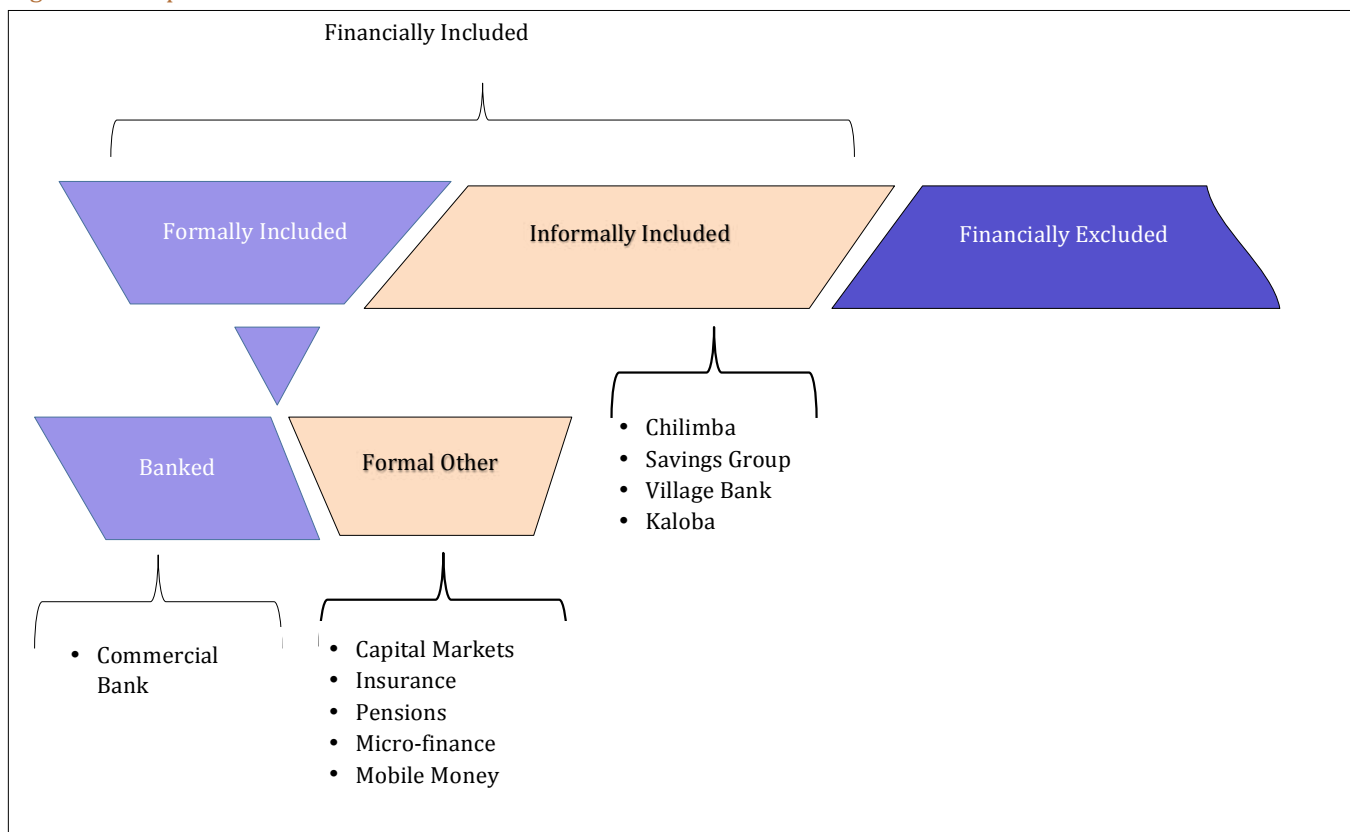 Financially Included
Formally Included
Informally Included
Financially Excluded
Banked
Formal Other
• Chilimba
• Savings Group
• Village Bank
• Kaloba
• Commercial
Bank
• Capital Markets
• Insurance
• Pensions
• Micro-finance
• Mobile Money